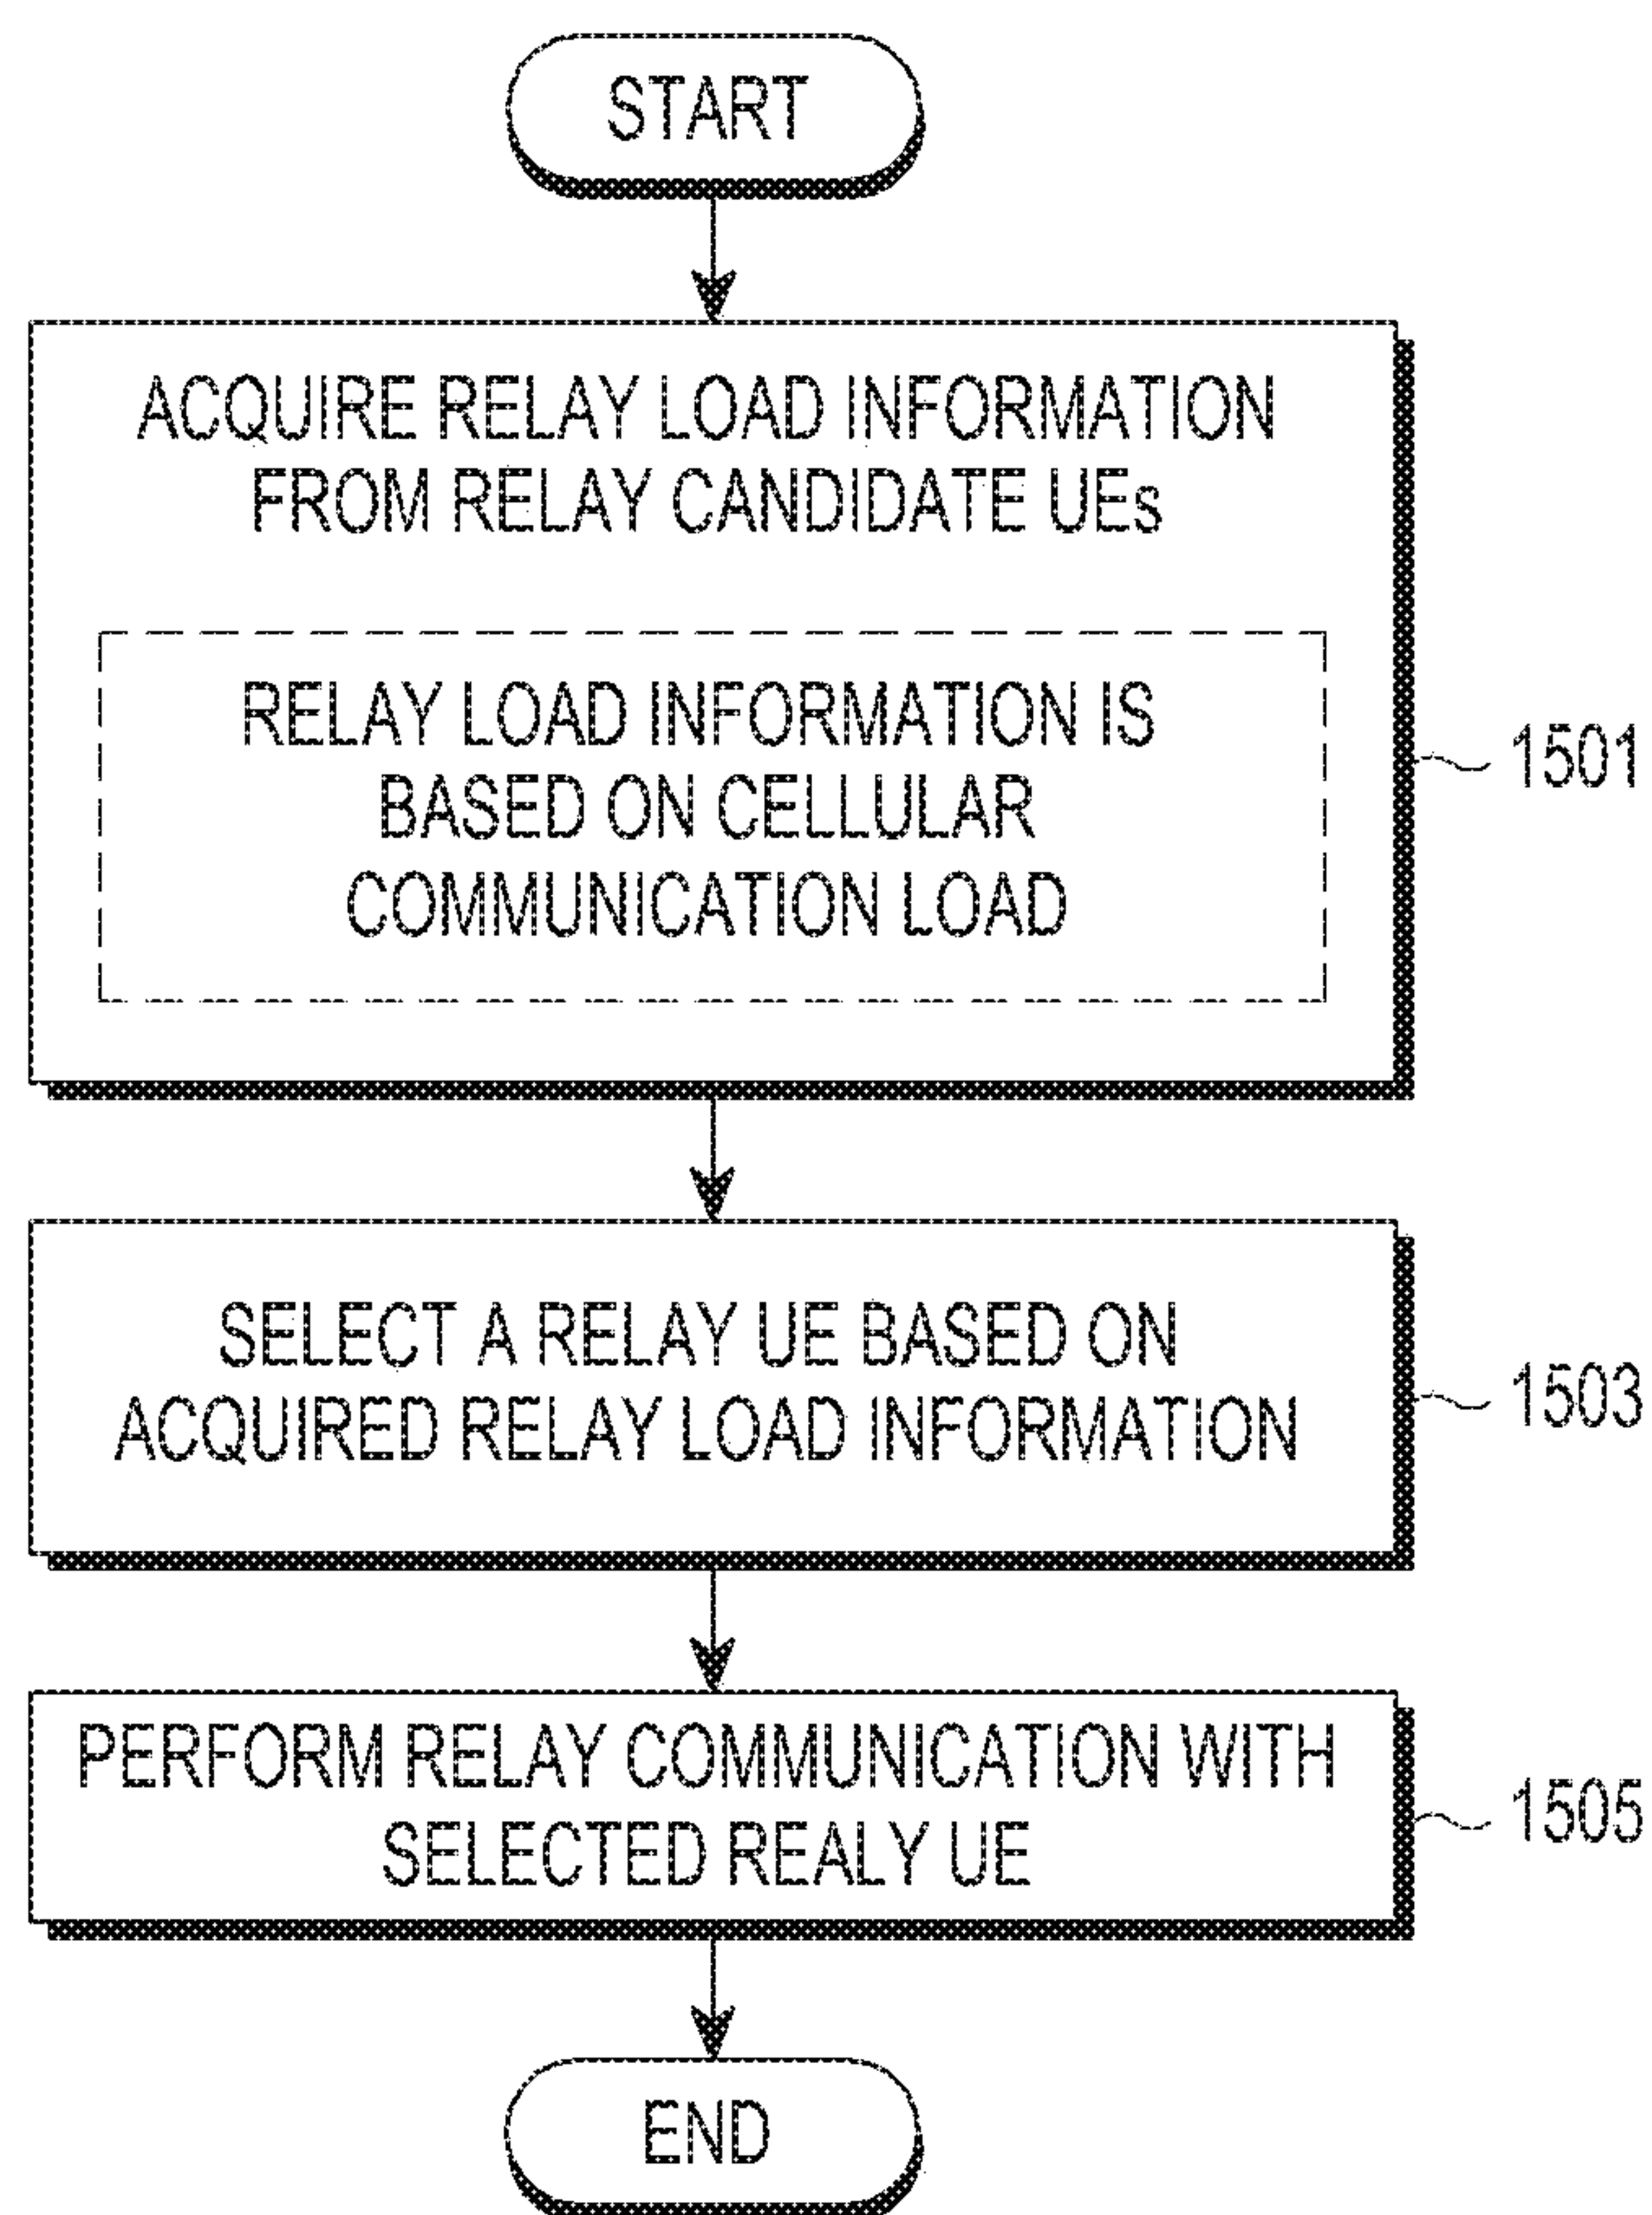 START
ACQUIRE RELAY LOAD INFORMATION
FROM RELAY CANDIDATE UEs
RELAY LOAD INFORMATION IS
BASED ON CELLULAR
COMMUNICATION LOAD
1501
SELECT A RELAY UE BASED ON
ACQUIRED RELAY LOAD INFORMATION
1503
PERFORM RELAY COMMUNICATION WITH
SELECTED REALY UE
1505
END